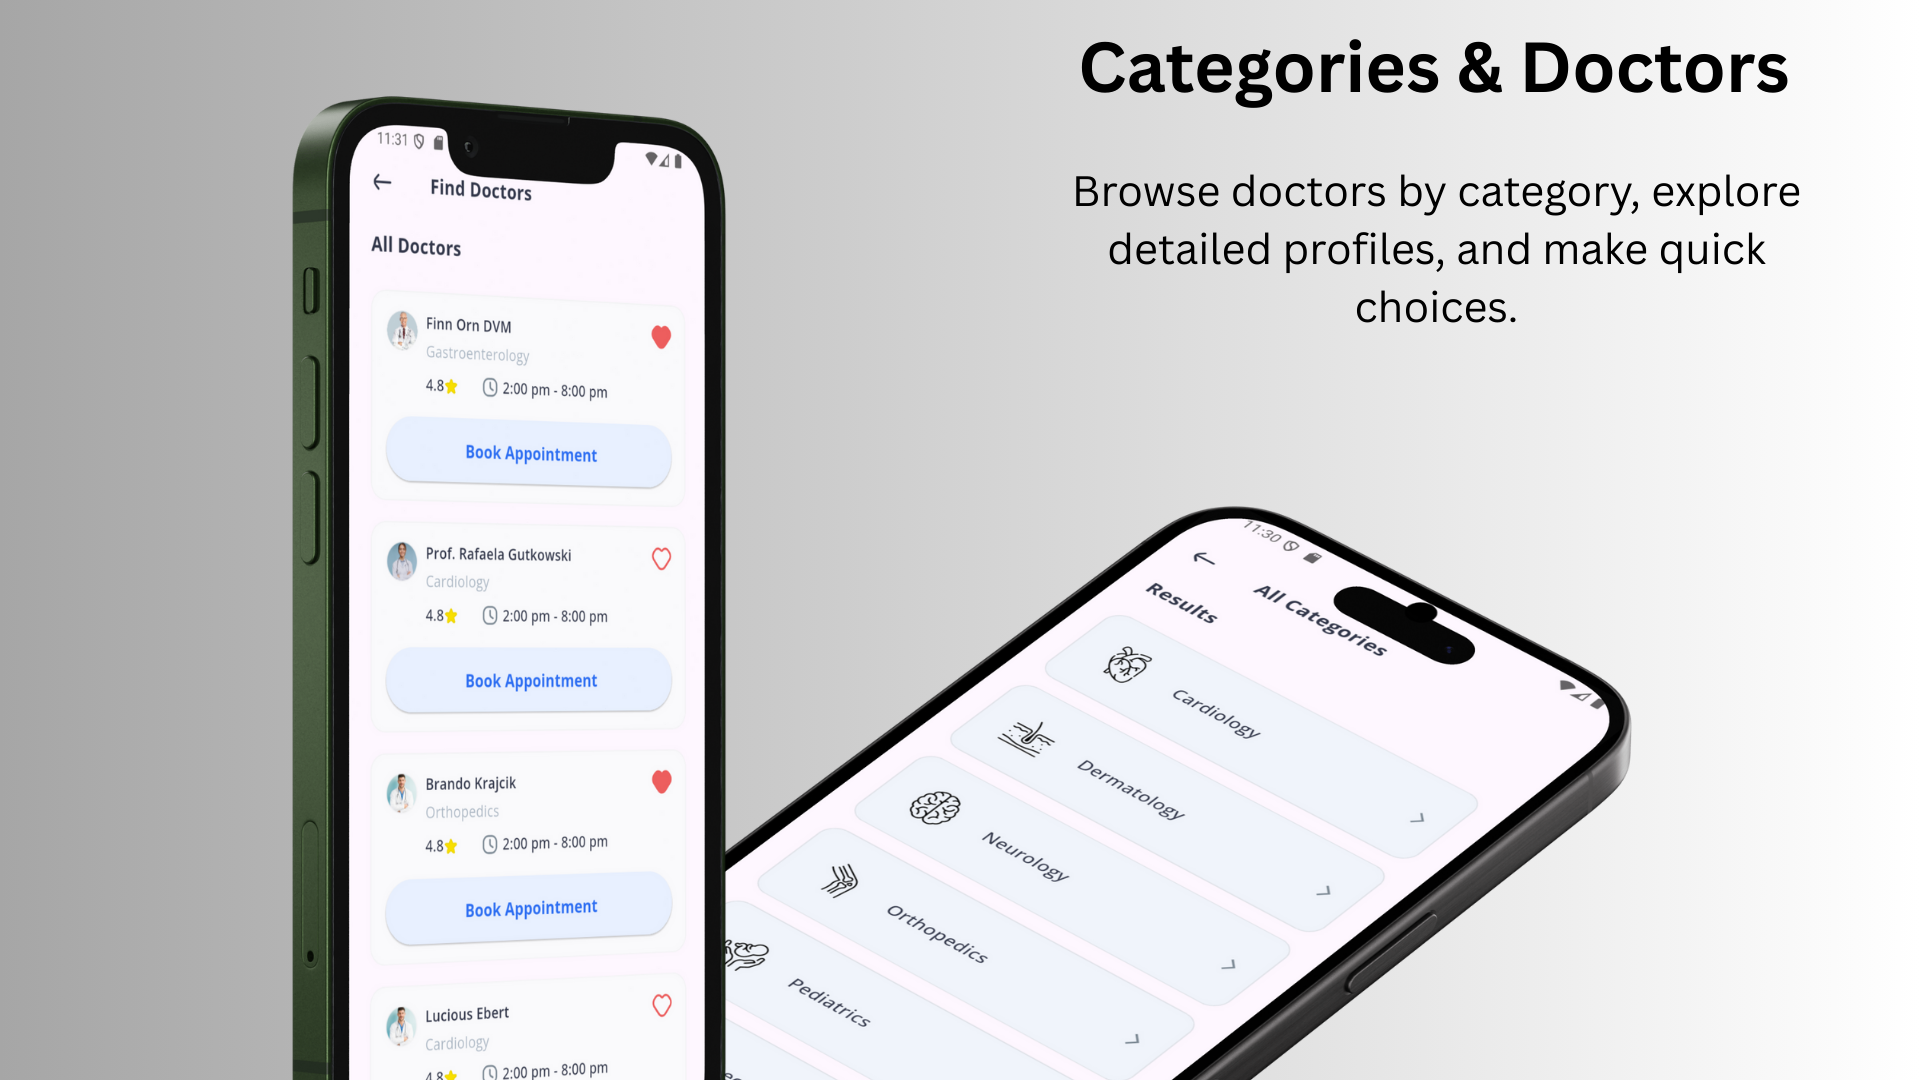 Categories & Doctors
Browse doctors by category, explore
detailed profiles, and make quick
choices.
11:31
Find Doctors
All Doctors
Finn Orn DVM
Gastroenterology
4.8 2:00 pm - 8:00 pm
Book Appointment
Prof. Rafaela Gutkowski
Cardiology
4.8 2:00 pm - 8:00 pm
Book Appointment
Brando Krajcik
Orthopedics
4.8 2:00 pm - 8:00 pm
Book Appointment
Lucious Ebert
Cardiology
4.8 2:00 pm - 8:00 pm
11:30
All Categories
Results
Cardiology
Dermatology
Neurology
Orthopedics
Pediatrics